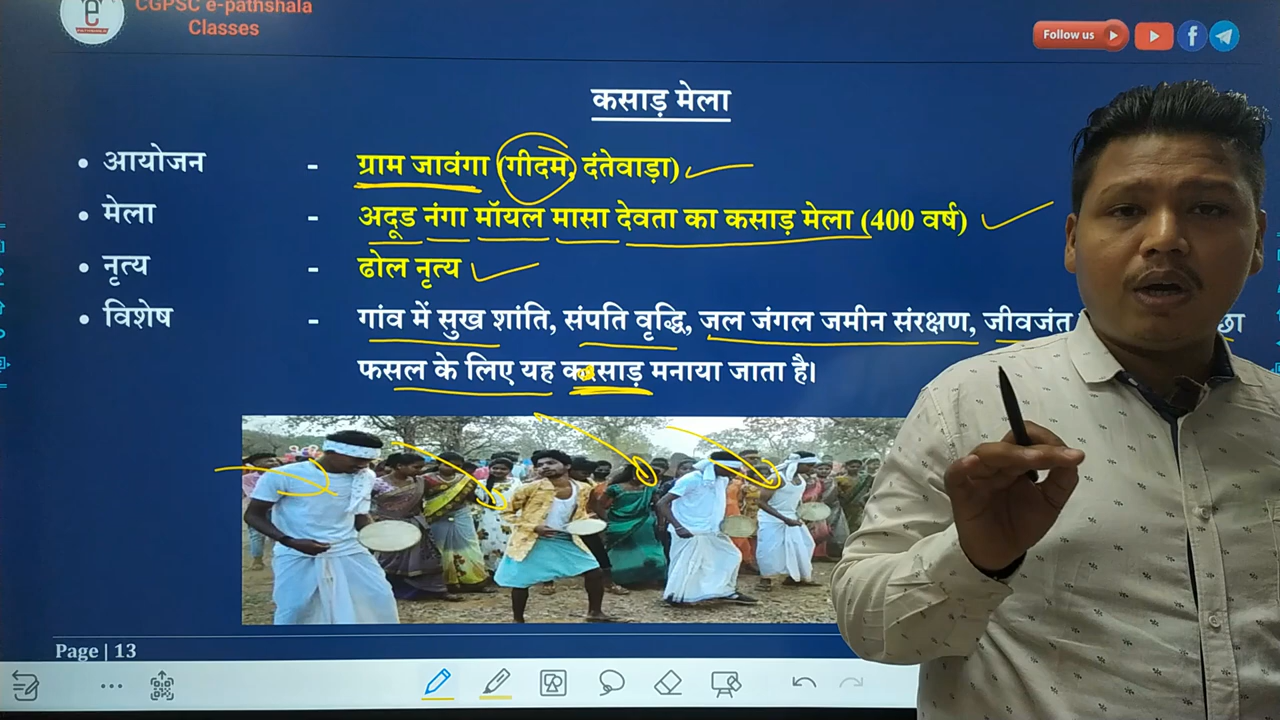 CGPSC e-pathshala
Classes
e
Follow us
कसाड़ मेला
• आयोजन - ग्राम जावंगा (गीदम, दंतेवाड़ा)
• मेला - अदूड नंगा मॉयल मासा देवता का कसाड़ मेला (400 वर्ष)
• नृत्य - ढोल नृत्य
• विशेष - गांव में सुख शांति, संपति वृद्धि, जल जंगल जमीन संरक्षण, जीवजंत
फसल के लिए यह कसाड़ मनाया जाता है।
Page | 13